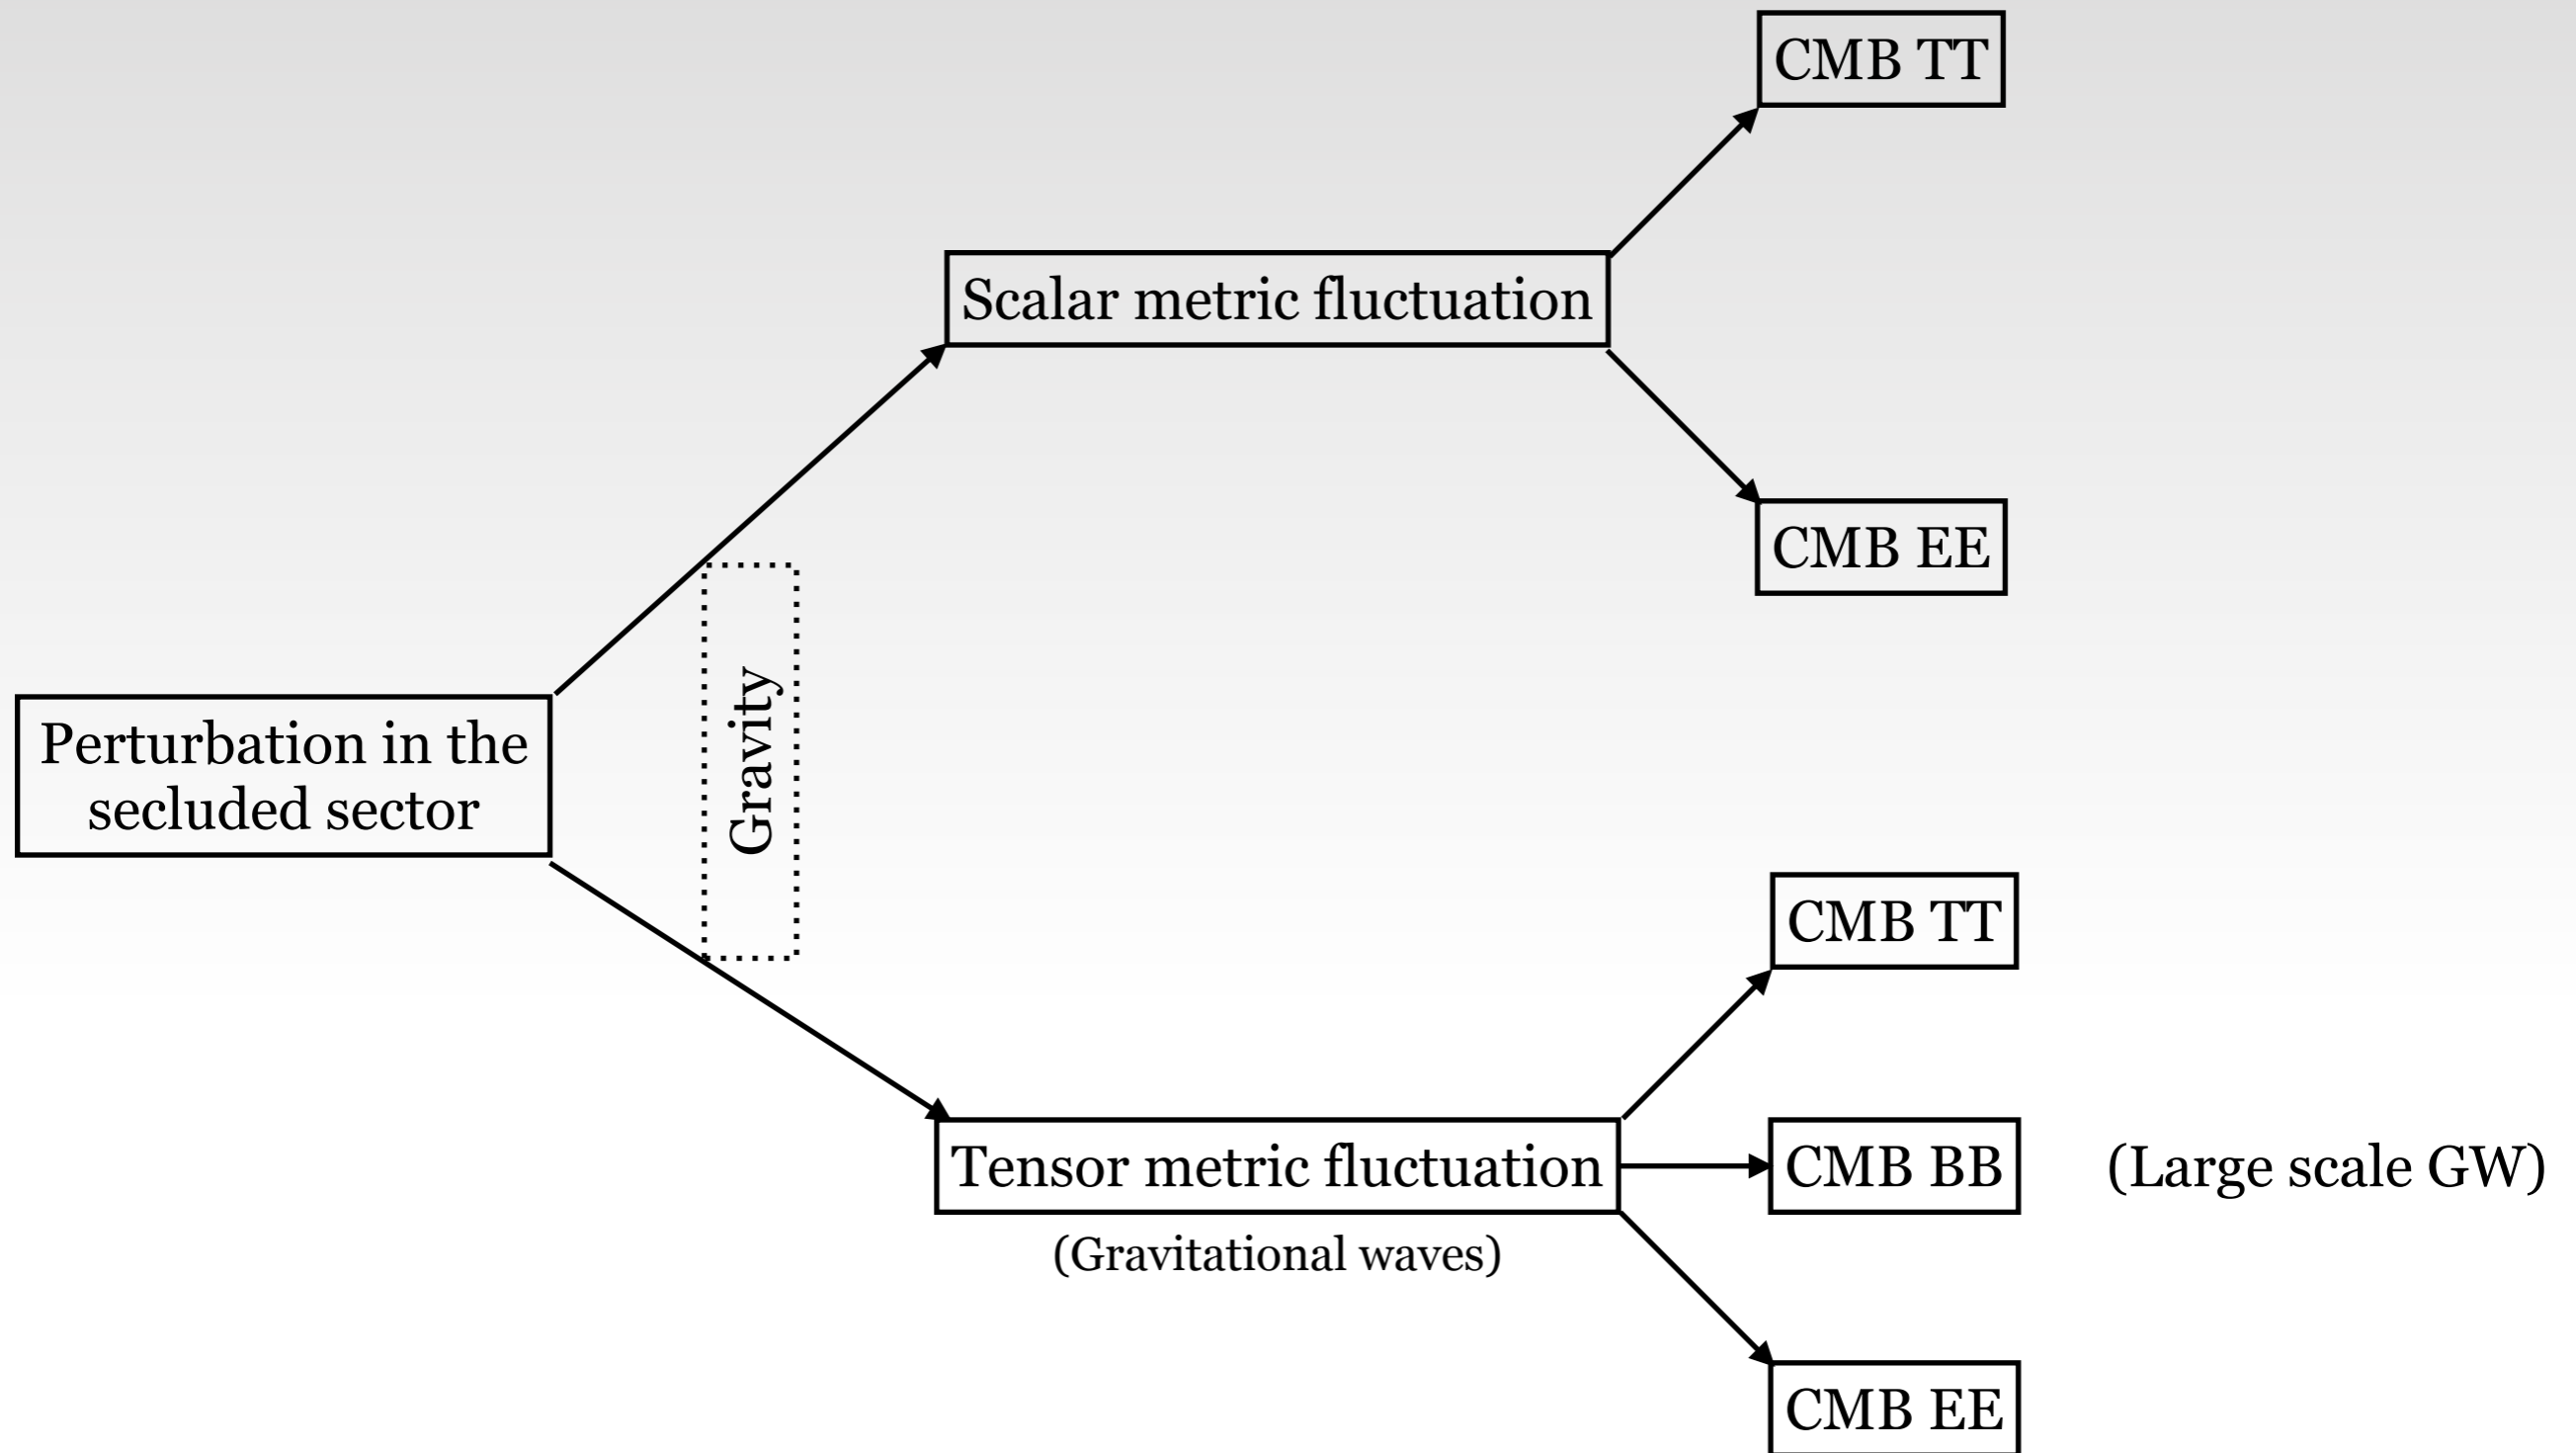 CMB TT
Scalar metric fluctuation
CMB EE
Gravity
Perturbation in the
secluded sector
CMB TT
Tensor metric fluctuation
CMB BB
(Large scale GW)
(Gravitational waves)
CMB EE